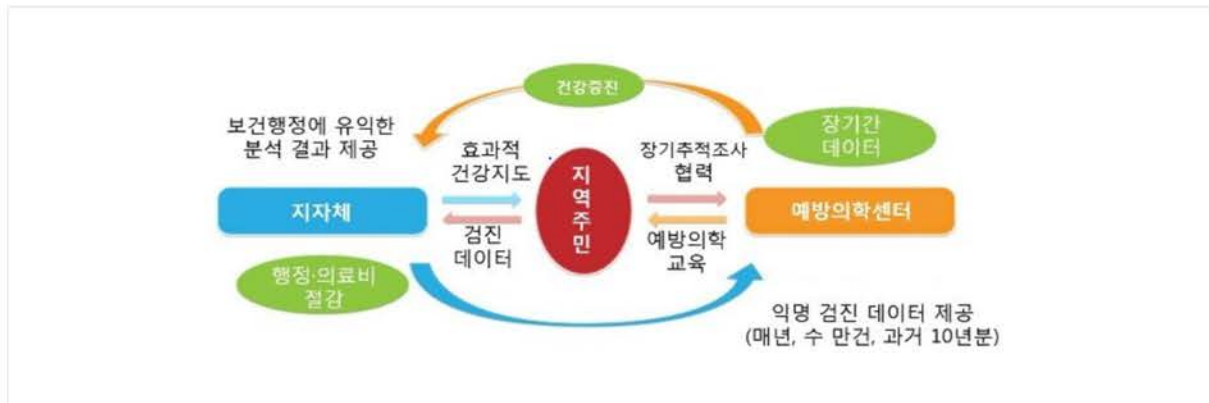 건강증진
보건행정에 유익한
분석 결과 제공
효과적
건강지도
장기추적조사
협력
장기간
데이터
지자체
지역주민
예방의학센터
검진
데이터
예방의학
교육
행정·의료비
절감
익명 검진 데이터 제공
(매년, 수 만건, 과거 10년분)